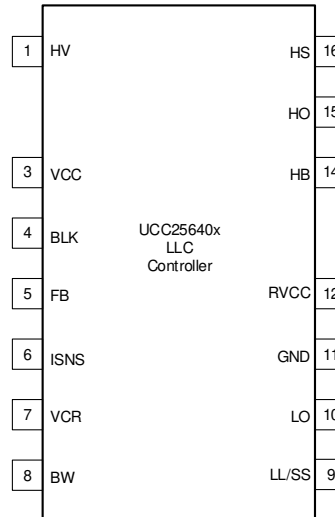 1 HV
HS 16
HO 15
3 VCC
HB 14
4 BLK
UCC25640x
LLC
Controller
5 FB
RVCC 12
6 ISNS
GND 11
7 VCR
LO 10
8 BW
LL/SS 9